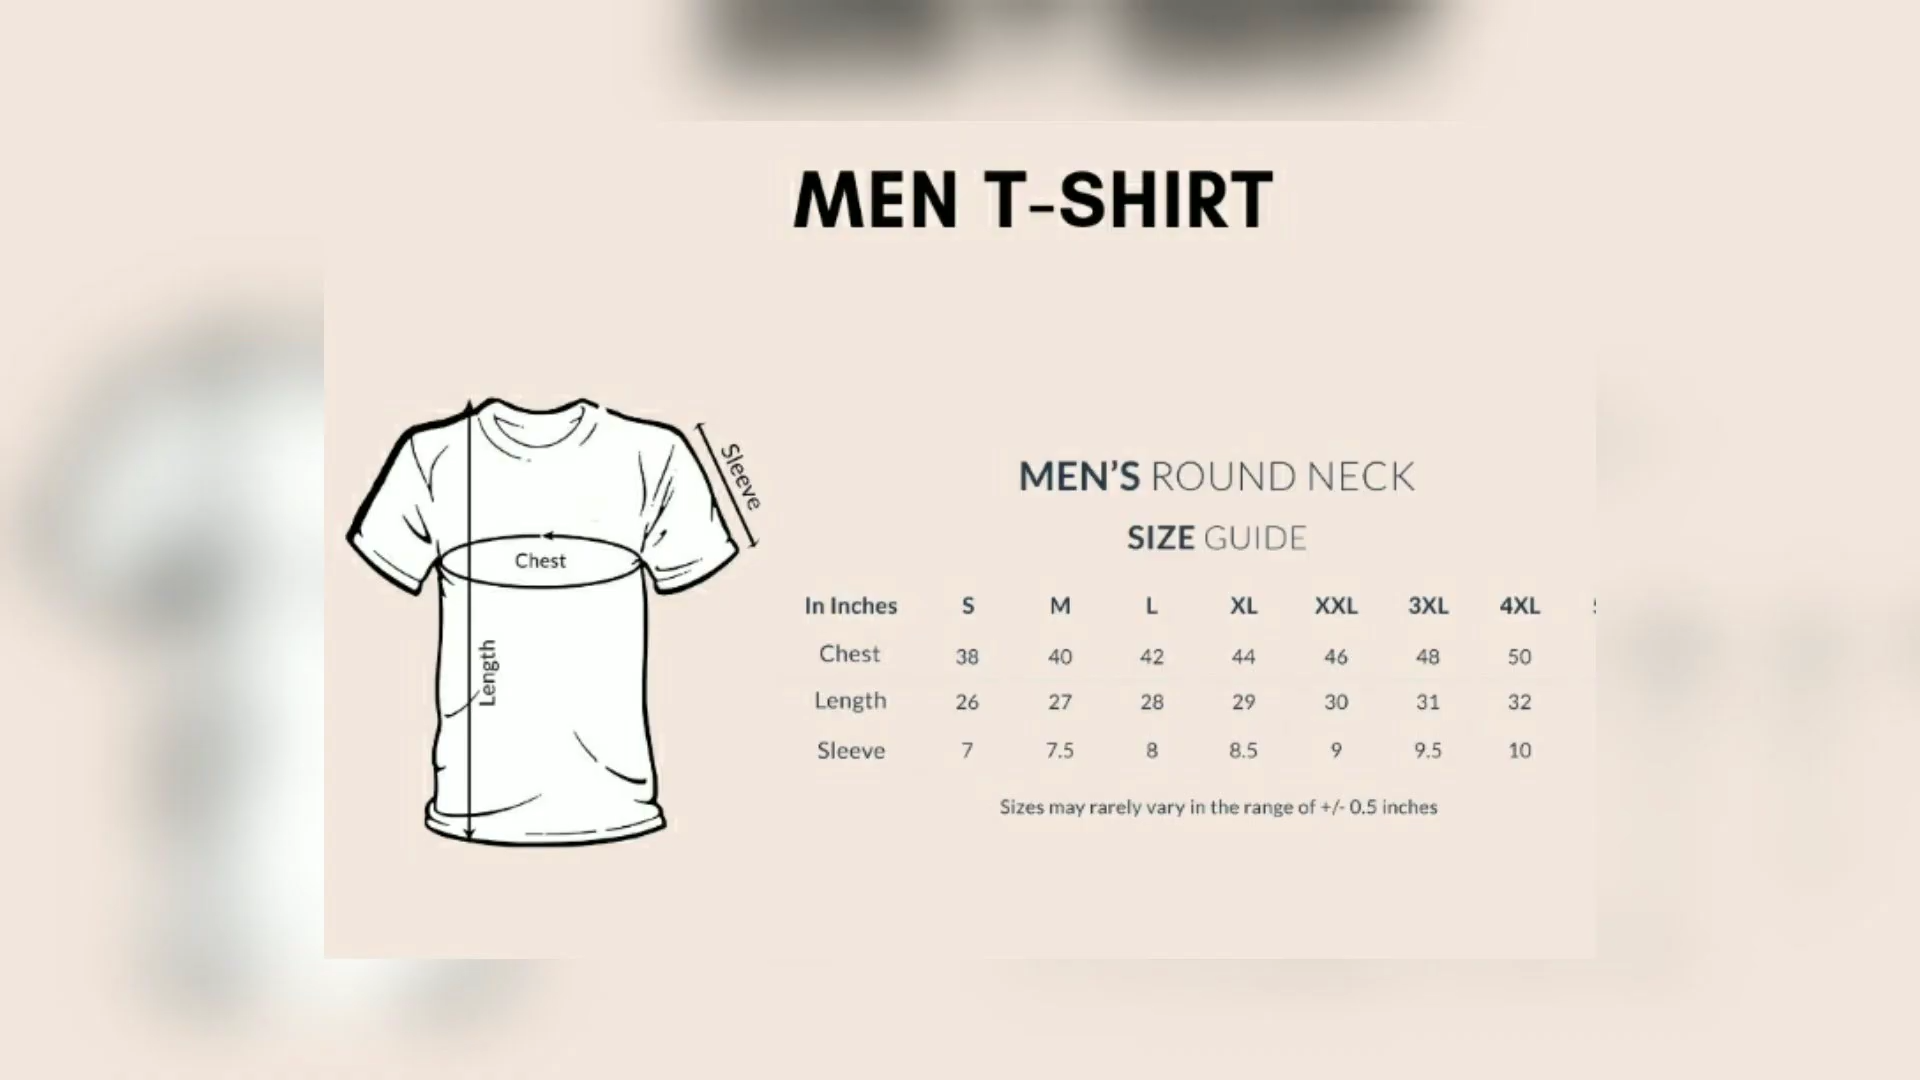 MEN T-SHIRT
Sleeve
Chest
Length
MEN'S ROUND NECK
SIZE GUIDE
In Inches S M L XL XXL 3XL 4XL
Chest 38 40 42 44 46 48 50
Length 26 27 28 29 30 31 32
Sleeve 7 7.5 8 8.5 9 9.5 10
Sizes may rarely vary in the range of +/- 0.5 inches